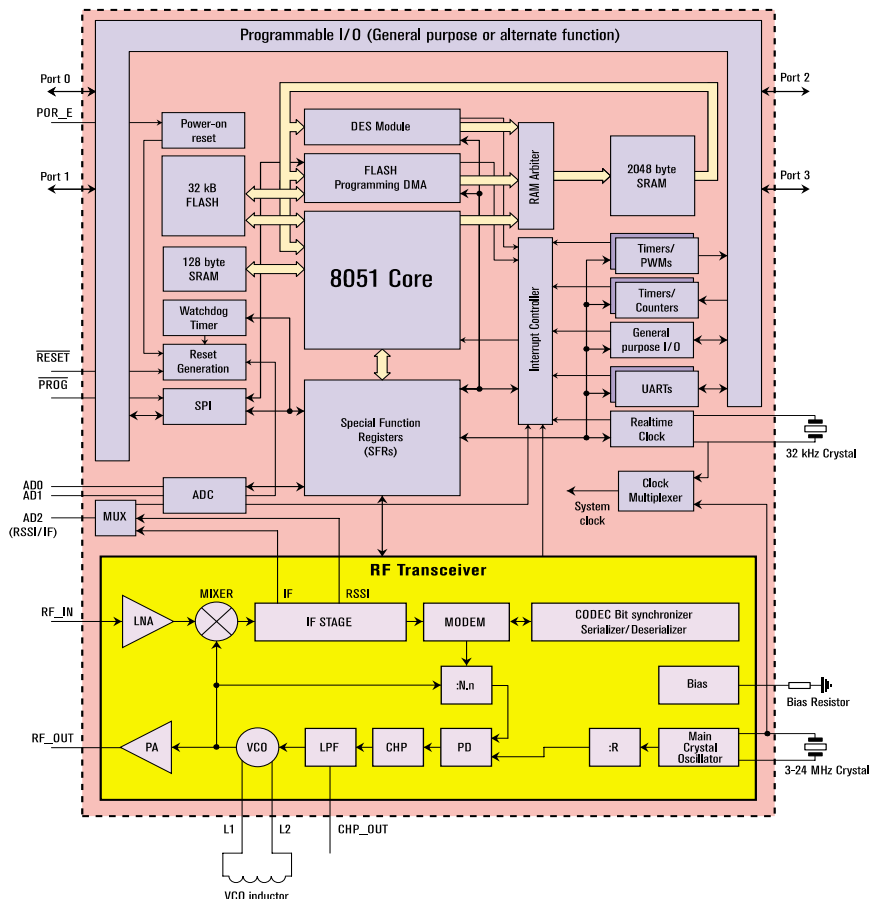 Programmable I/O (General purpose or alternate function)
Port 0
Port 2
POR_E
Power-on
reset
DES Module
RAM Arbiter
2048 byte
SRAM
Port 1
Port 3
32 kB
FLASH
FLASH
Programming DMA
8051 Core
128 byte
SRAM
Interrupt Controller
Timers/
PWMs
Timers/
Counters
Watchdog
Timer
General
purpose I/O
RESET
Reset
Generation
PROG
SPI
UARTs
Special Function
Registers
(SFRs)
Realtime
Clock
32 kHz Crystal
AD0
AD1
ADC
Clock
Multiplexer
System
clock
AD2
(RSSI/IF)
MUX
RF Transceiver
MIXER
IF
RSSI
RF_IN
LNA
IF STAGE
MODEM
CODEC Bit synchronizer
Serializer/Deserializer
:N.n
Bias
Bias Resistor
RF_OUT
PA
VCO
LPF
CHP
PD
:R
Main
Crystal
Oscillator
3-24 MHz Crystal
L1
L2
CHP_OUT
VCO inductor